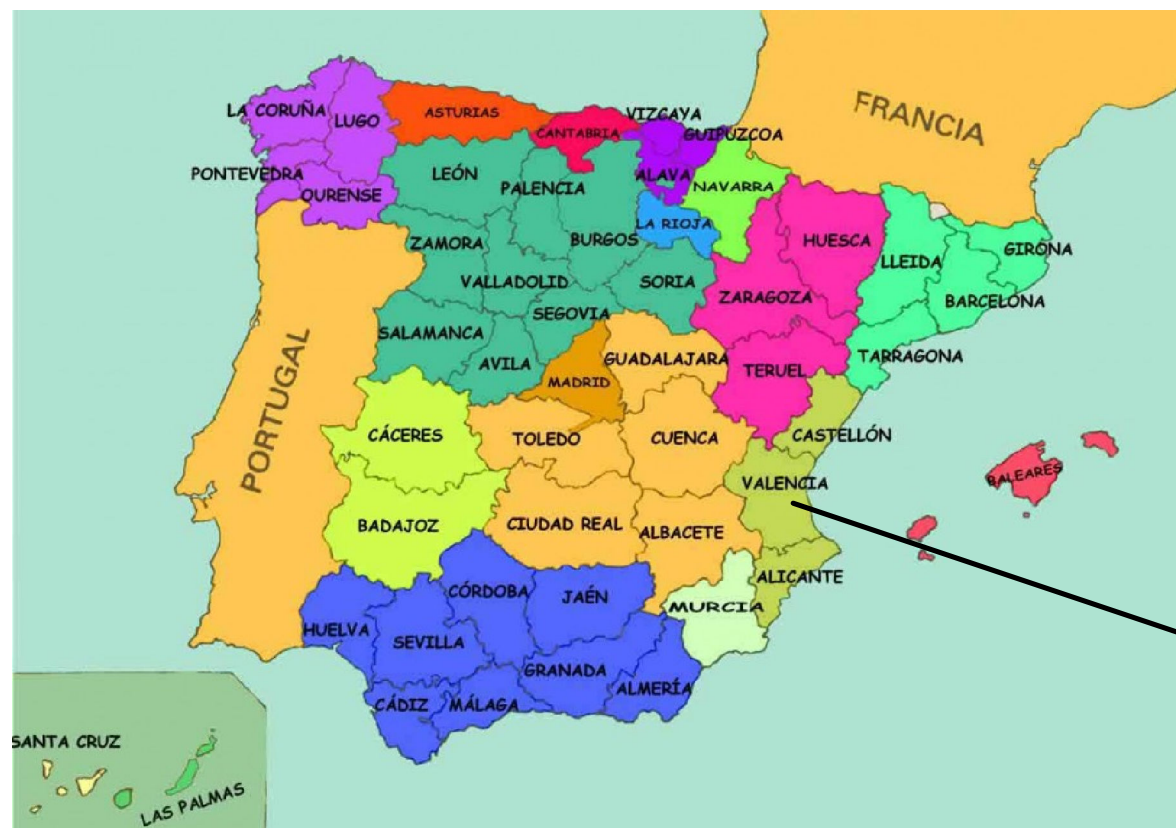 LA CORUÑA
LUGO
PONTEVEDRA
OURENSE
ASTURIAS
CANTABRIA
VIZCAYA
GUIPUZCOA
ALAVA
NAVARRA
LA RIOJA
FRANCIA
LEÓN
PALENCIA
BURGOS
ZAMORA
VALLADOLID
SORIA
SEGOVIA
SALAMANCA
AVILA
HUESCA
ZARAGOZA
TERUEL
LLEIDA
GIRONA
BARCELONA
TARRAGONA
MADRID
GUADALAJARA
TOLEDO
CUENCA
CIUDAD REAL
ALBACETE
CÁCERES
BADAJOZ
PORTUGAL
CASTELLÓN
VALENCIA
ALICANTE
BALEARES
MURCIA
HUELVA
SEVILLA
CÓRDOBA
JAÉN
CÁDIZ
MÁLAGA
GRANADA
ALMERÍA
SANTA CRUZ
LAS PALMAS